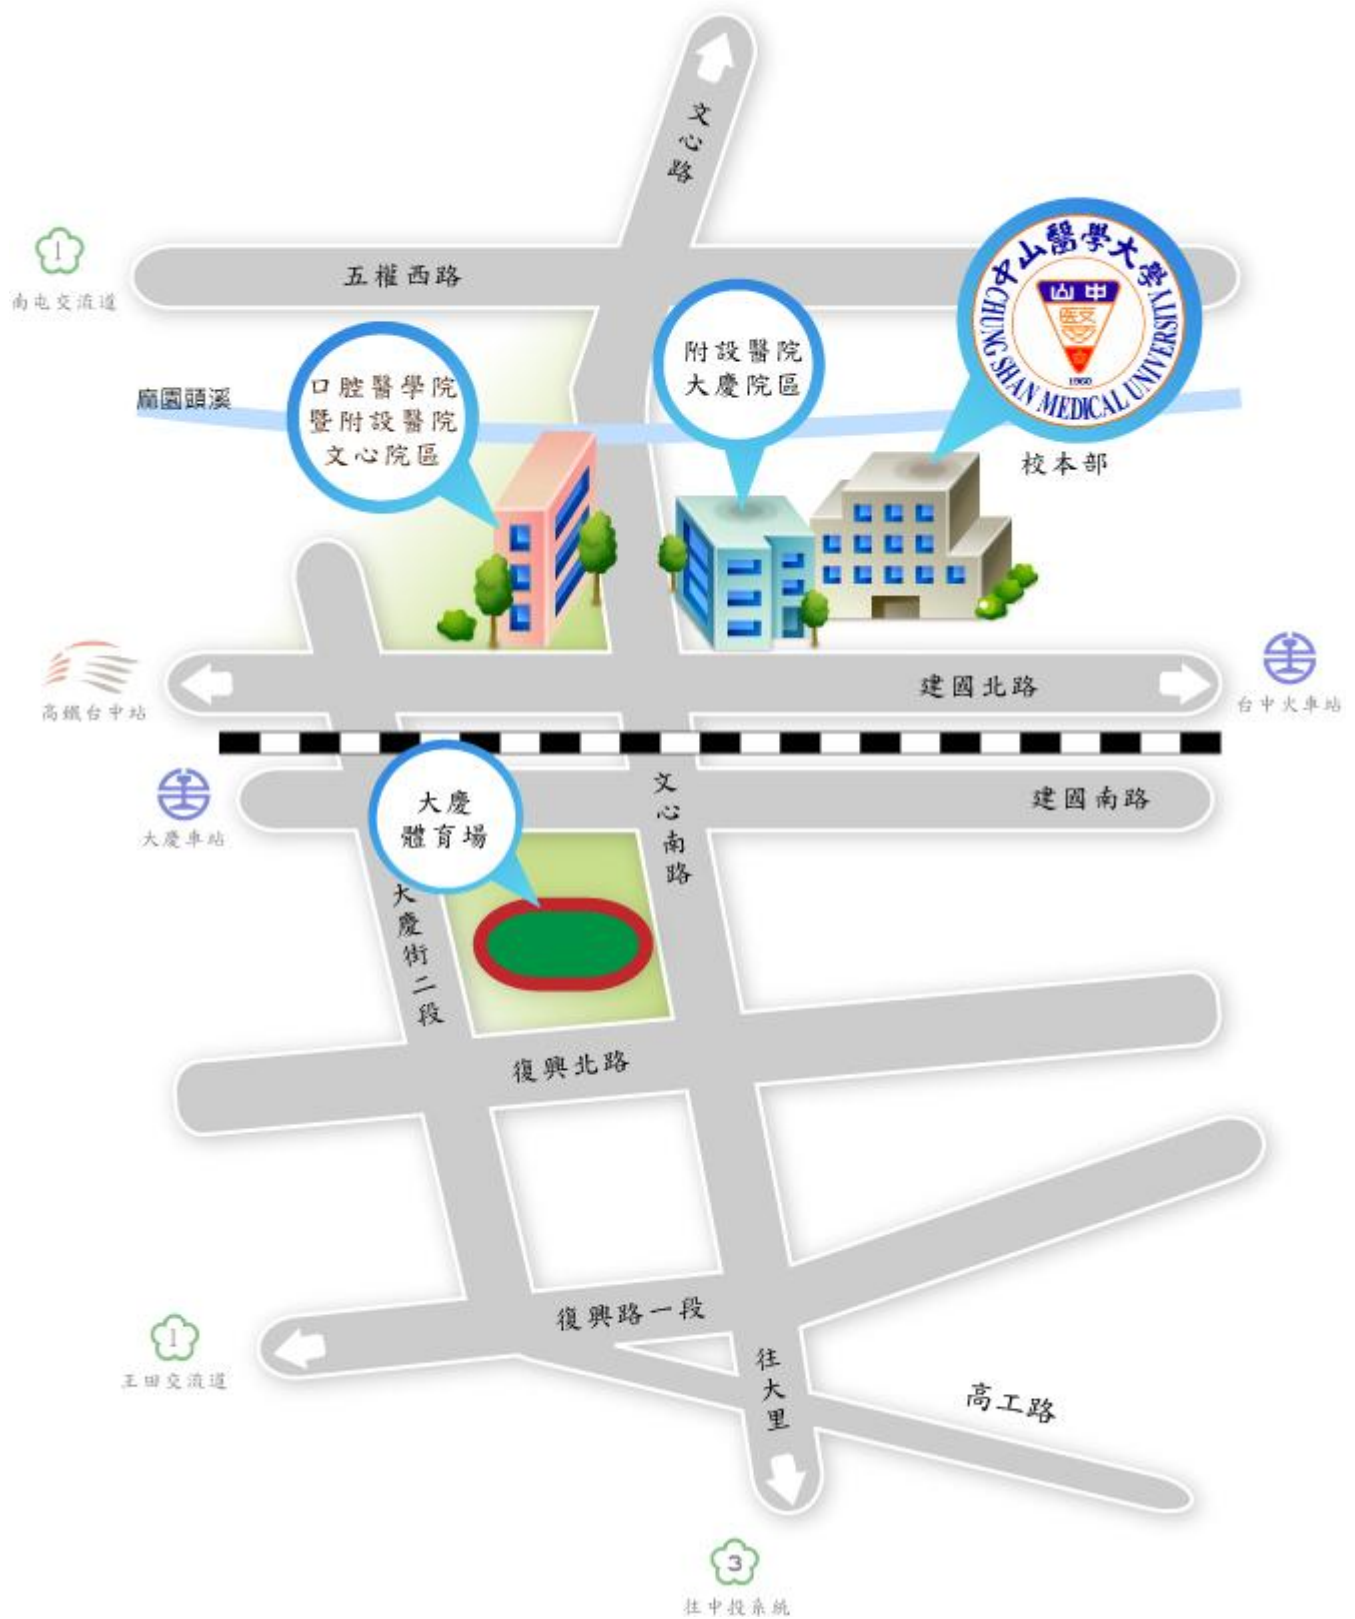 文心路
中山醫學大學
CHUNG SHAN MEDICAL UNIVERSITY
山中
1960
1
南屯交流道
五權西路
附設醫院
大慶院區
口腔醫學院
暨附設醫院
文心院區
麻園頭溪
校本部
高鐵台中站
建國北路
台中火車站
大慶車站
大慶
體育場
文心南路
建國南路
大慶街二段
復興北路
復興路一段
1
王田交流道
往大里
高工路
3
往中投系統